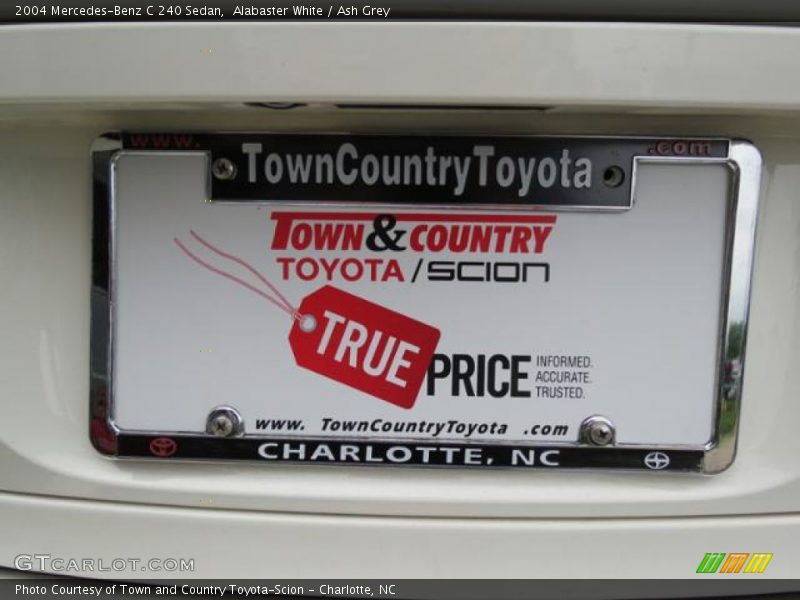 2004 Mercedes-Benz C 240 Sedan, Alabaster White / Ash Grey
www. .com
TownCountryToyota
TOWN & COUNTRY
TOYOTA / SCION
TRUE PRICE
INFORMED.
ACCURATE.
TRUSTED.
www. TownCountryToyota .com
CHARLOTTE, NC
GTCARLOT.COM
Photo Courtesy of Town and Country Toyota-Scion - Charlotte, NC